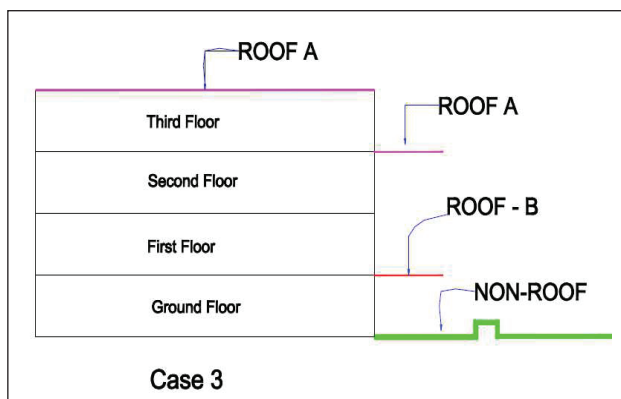 ROOF A
ROOF A
Third Floor
Second Floor
ROOF - B
First Floor
NON-ROOF
Ground Floor
Case 3